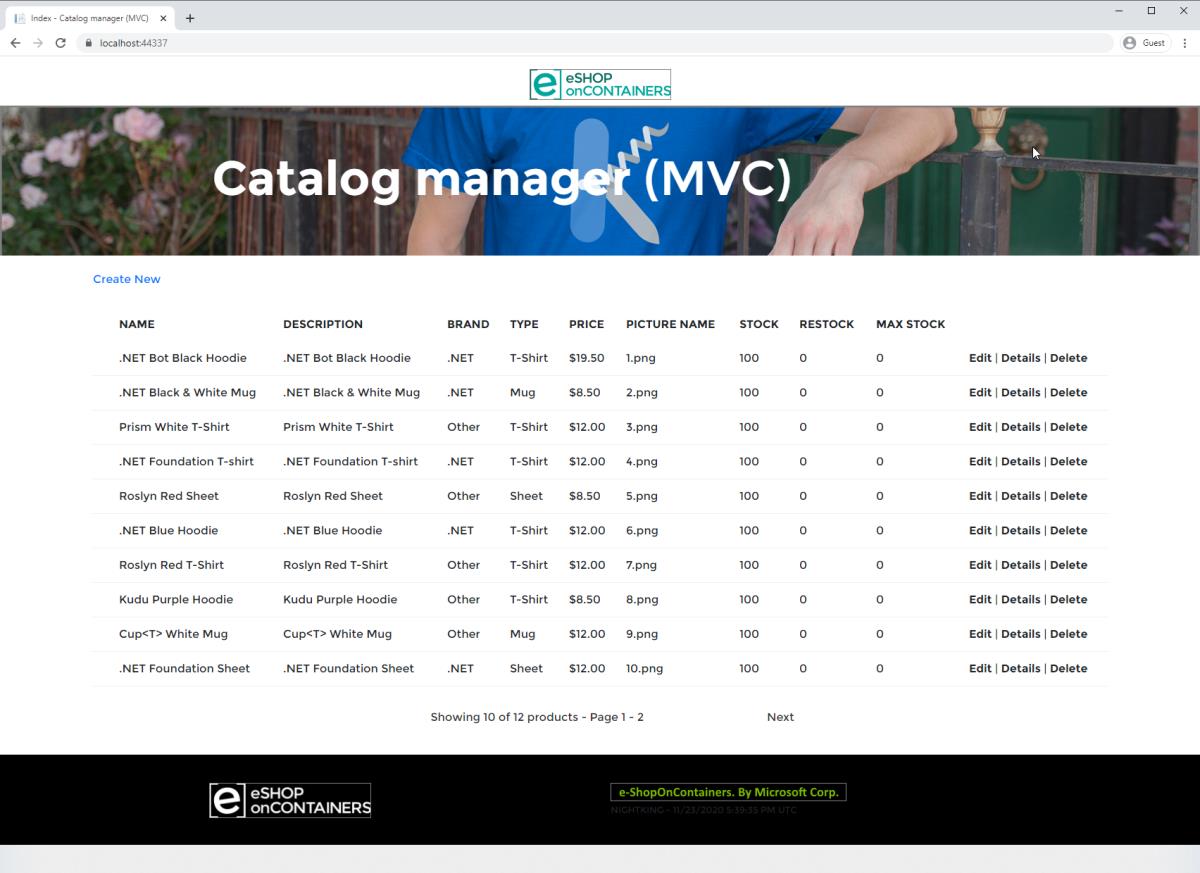 Index - Catalog manager (MVC)
localhost:44337
Guest
e eSHOP
onCONTAINERS
Catalog manager (MVC)
Create New
NAME DESCRIPTION BRAND TYPE PRICE PICTURE NAME STOCK RESTOCK MAX STOCK
.NET Bot Black Hoodie .NET Bot Black Hoodie .NET T-Shirt $19.50 1.png 100 0 0 Edit | Details | Delete
.NET Black & White Mug .NET Black & White Mug .NET Mug $8.50 2.png 100 0 0 Edit | Details | Delete
Prism White T-Shirt Prism White T-Shirt Other T-Shirt $12.00 3.png 100 0 0 Edit | Details | Delete
.NET Foundation T-shirt .NET Foundation T-shirt .NET T-Shirt $12.00 4.png 100 0 0 Edit | Details | Delete
Roslyn Red Sheet Roslyn Red Sheet Other Sheet $8.50 5.png 100 0 0 Edit | Details | Delete
.NET Blue Hoodie .NET Blue Hoodie .NET T-Shirt $12.00 6.png 100 0 0 Edit | Details | Delete
Roslyn Red T-Shirt Roslyn Red T-Shirt Other T-Shirt $12.00 7.png 100 0 0 Edit | Details | Delete
Kudu Purple Hoodie Kudu Purple Hoodie Other T-Shirt $8.50 8.png 100 0 0 Edit | Details | Delete
Cup<T> White Mug Cup<T> White Mug Other Mug $12.00 9.png 100 0 0 Edit | Details | Delete
.NET Foundation Sheet .NET Foundation Sheet .NET Sheet $12.00 10.png 100 0 0 Edit | Details | Delete
Showing 10 of 12 products - Page 1 - 2 Next
e eSHOP
onCONTAINERS
e-ShopOnContainers. By Microsoft Corp.
NIGHTKING - 11/23/2020 5:39:35 PM UTC